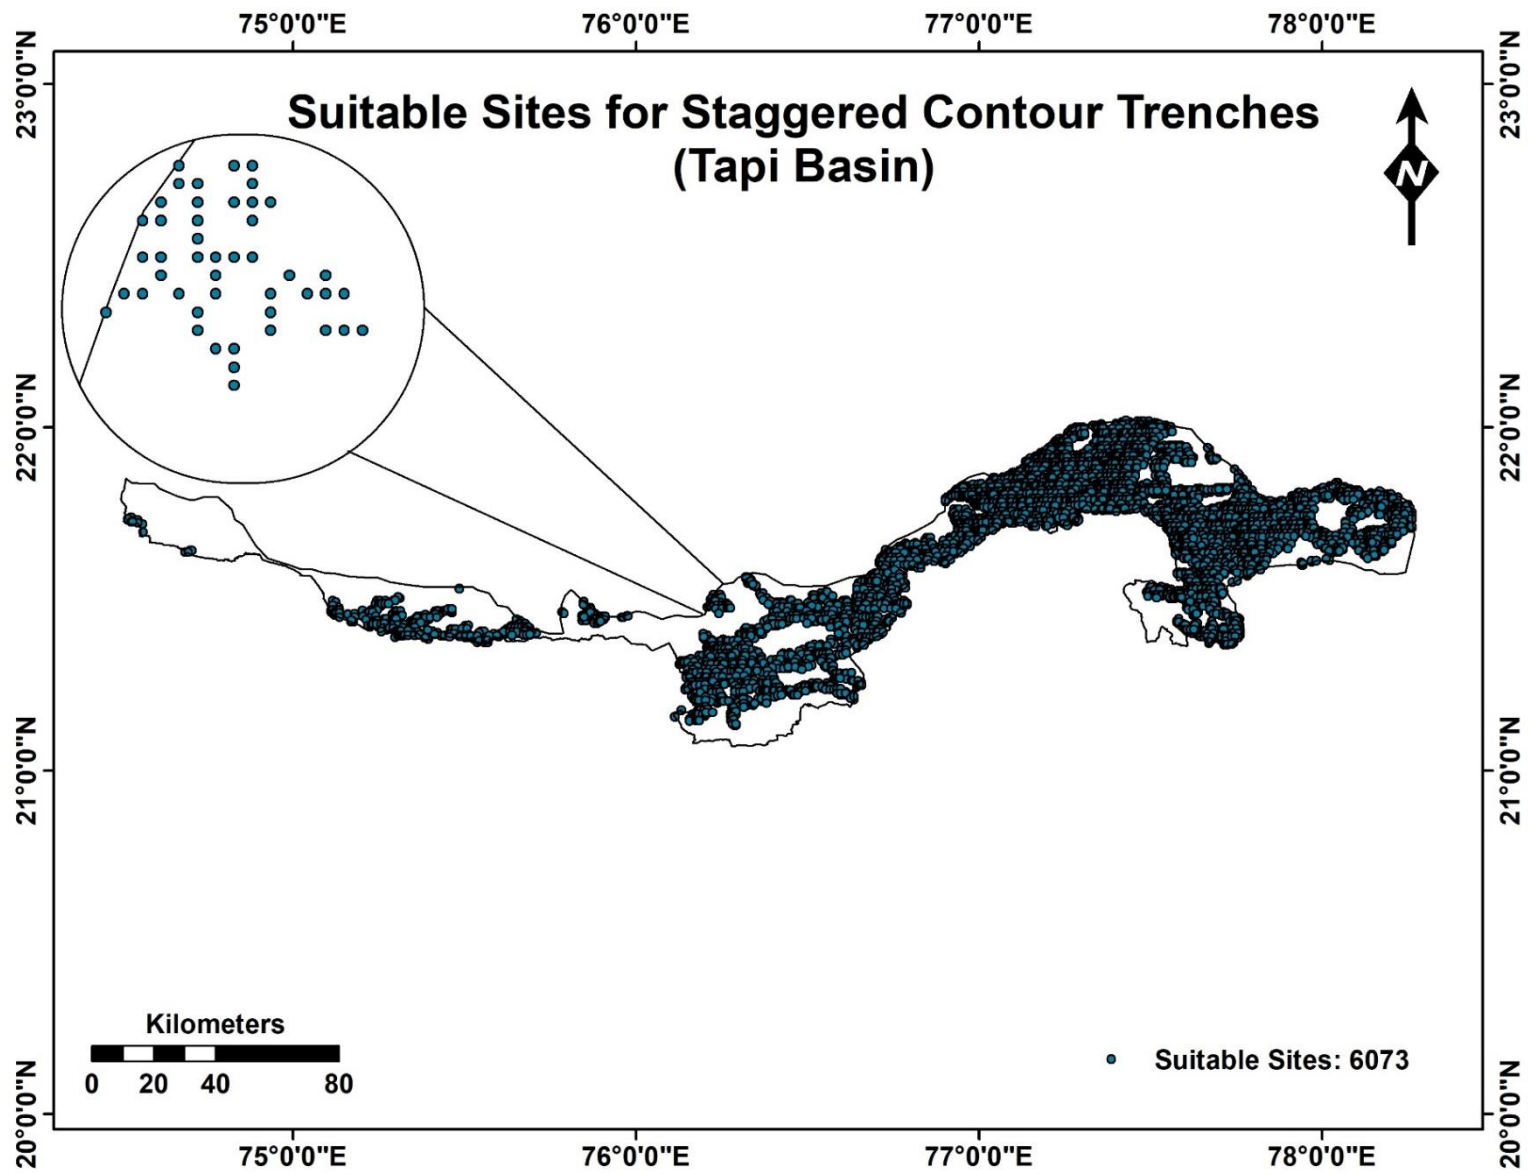 75°0'0"E 76°0'0"E 77°0'0"E 78°0'0"E
23°0'0"N 23°0'0"N
Suitable Sites for Staggered Contour Trenches
(Tapi Basin)
N
22°0'0"N 22°0'0"N
21°0'0"N 21°0'0"N
Kilometers
0 20 40 80
Suitable Sites: 6073
20°0'0"N 20°0'0"N
75°0'0"E 76°0'0"E 77°0'0"E 78°0'0"E